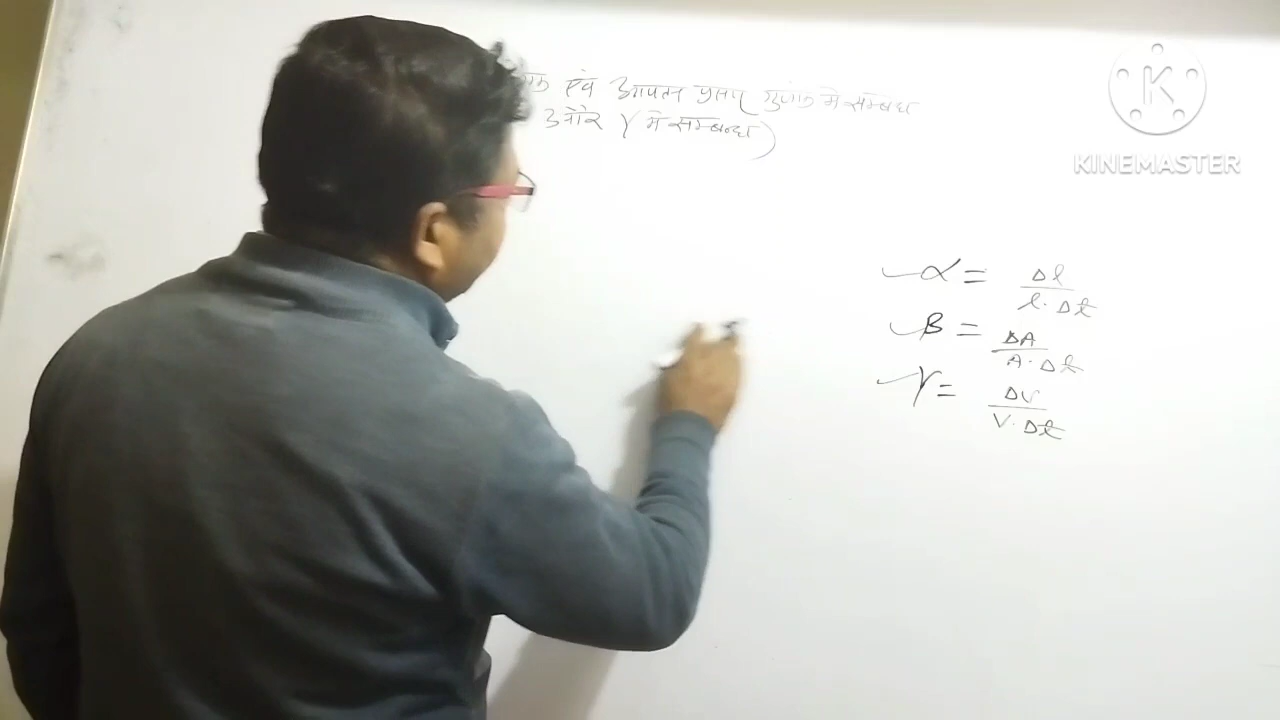 एवं आयतन प्रसार गुणांक में सम्बन्ध
और γ में सम्बन्ध)
K
KINEMASTER
α = Δl / l·Δt
β = ΔA / A·Δt
γ = ΔV / V·Δt